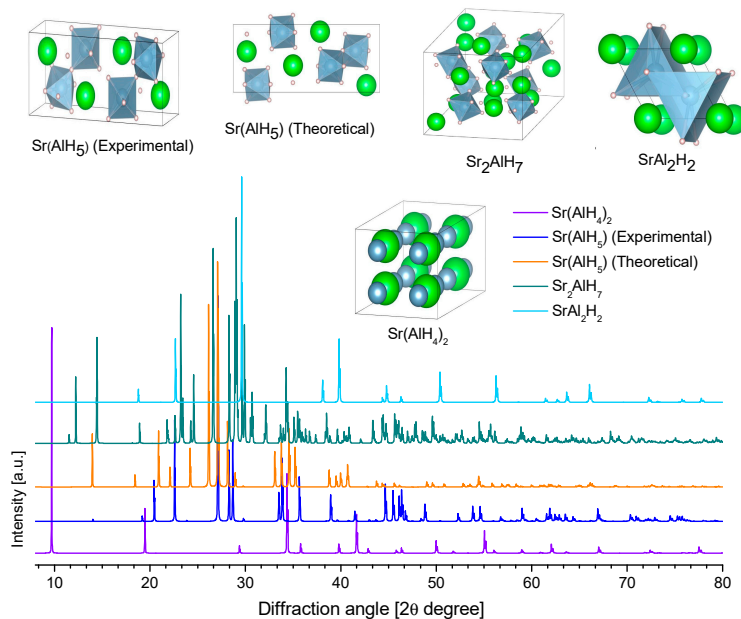 Sr(AlH5) (Experimental)
Sr(AlH5) (Theoretical)
Sr2AlH7
SrAl2H2
Sr(AlH4)2
Sr(AlH5) (Experimental)
Sr(AlH5) (Theoretical)
Sr2AlH7
SrAl2H2
Sr(AlH4)2
Intensity [a.u.]
10 20 30 40 50 60 70 80
Diffraction angle [2θ degree]